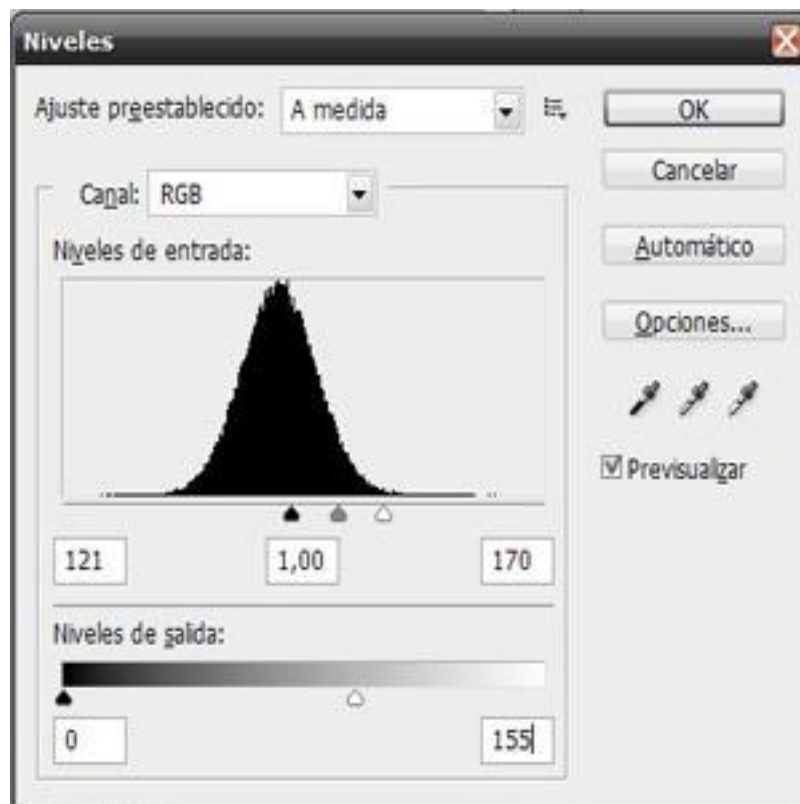 Niveles
Ajuste preestablecido: A medida
OK
Cancelar
Canal: RGB
Niveles de entrada:
Automático
Opciones...
Previsualizar
121 1,00 170
Niveles de salida:
0 155